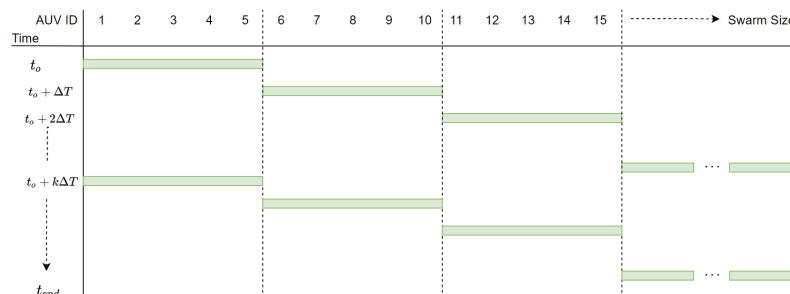 AUV ID 1 2 3 4 5 6 7 8 9 10 11 12 13 14 15 Swarm Size
Time
t_o
t_o + ΔT
t_o + 2ΔT
...
t_o + kΔT
...
t_end